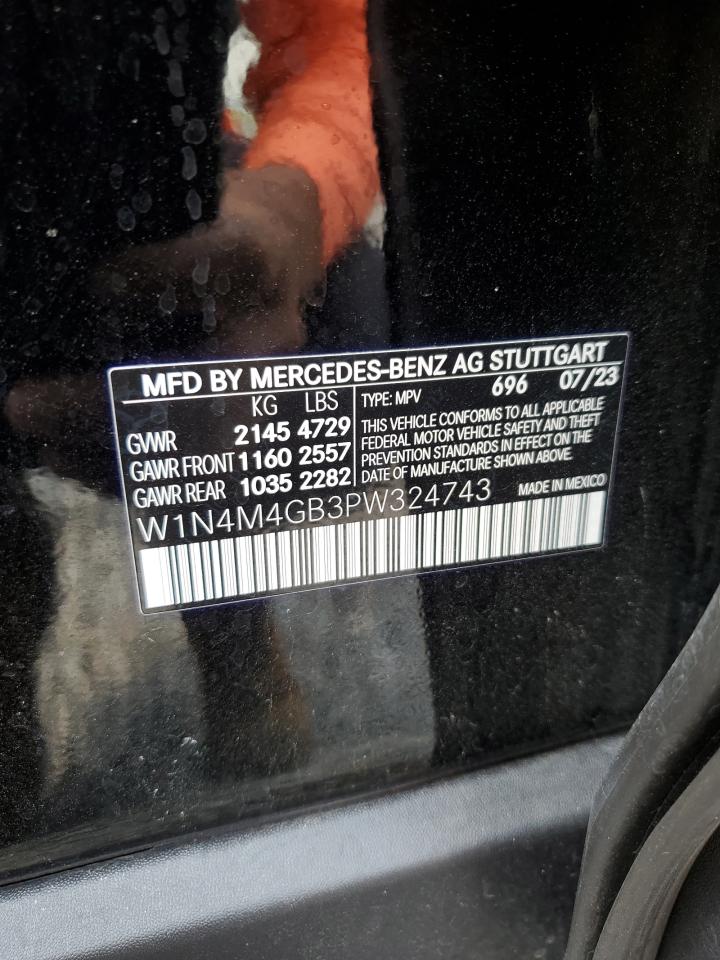 MFD BY MERCEDES-BENZ AG STUTTGART
KG LBS
GVWR 2145 4729
GAWR FRONT 1160 2557
GAWR REAR 1035 2282
TYPE: MPV 696 07/23
THIS VEHICLE CONFORMS TO ALL APPLICABLE
FEDERAL MOTOR VEHICLE SAFETY AND THEFT
PREVENTION STANDARDS IN EFFECT ON THE
DATE OF MANUFACTURE SHOWN ABOVE.
W1N4M4GB3PW324743 MADE IN MEXICO